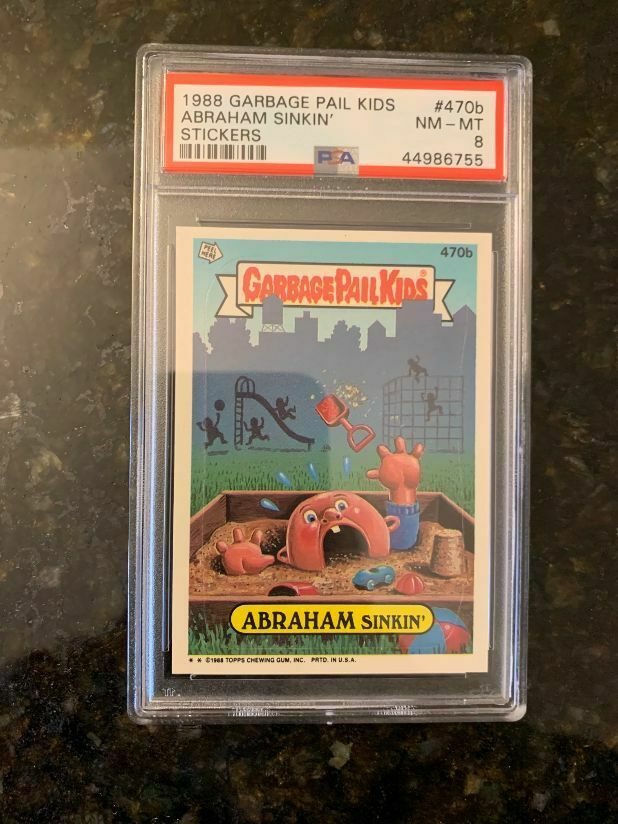 1988 GARBAGE PAIL KIDS #470b
ABRAHAM SINKIN' NM - MT
STICKERS 8
PSA 44986755
PEEL HERE
470b
GARBAGE PAIL KIDS®
ABRAHAM SINKIN'
* * ©1988 TOPPS CHEWING GUM, INC. PRTD. IN U.S.A.